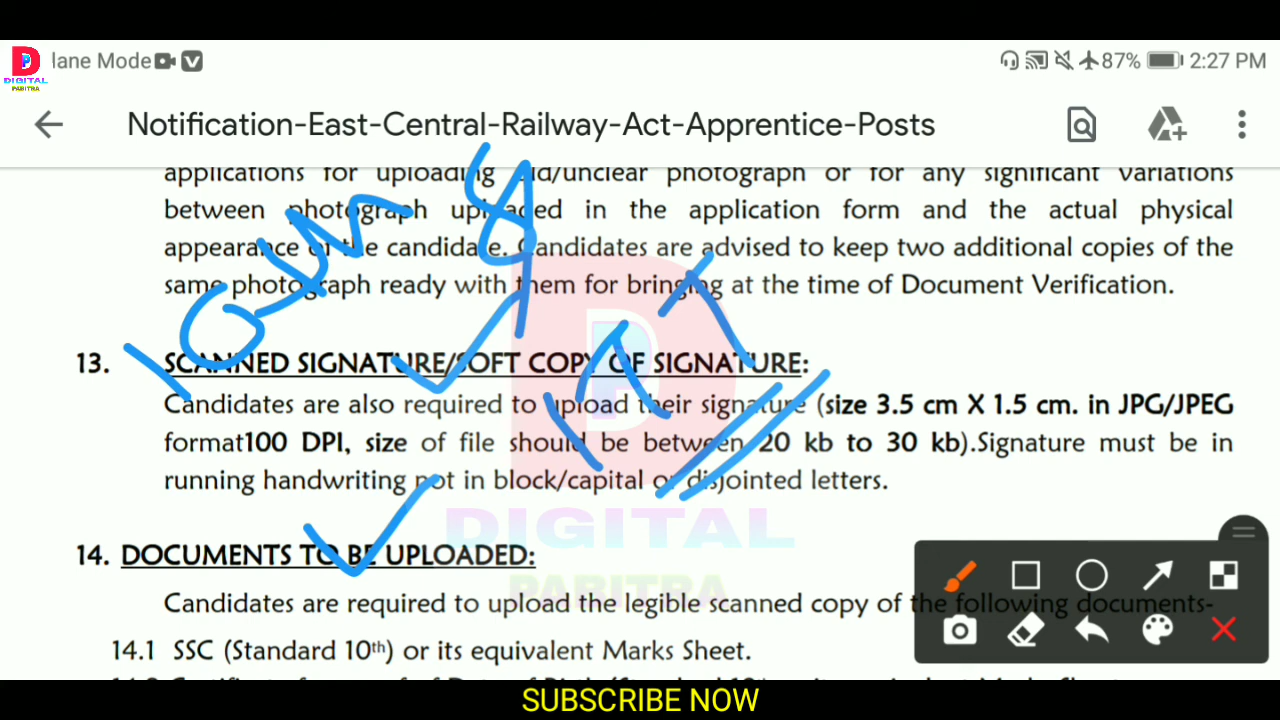 lane Mode
87% 2:27 PM
DIGITAL
PABITRA
Notification-East-Central-Railway-Act-Apprentice-Posts
applications for uploading old/unclear photograph or for any significant variations
between photograph uploaded in the application form and the actual physical
appearance of the candidate. Candidates are advised to keep two additional copies of the
same photograph ready with them for bringing at the time of Document Verification.
13. SCANNED SIGNATURE/SOFT COPY OF SIGNATURE:
Candidates are also required to upload their signature (size 3.5 cm X 1.5 cm. in JPG/JPEG
format100 DPI, size of file should be between 20 kb to 30 kb).Signature must be in
running handwriting not in block/capital or disjointed letters.
DIGITAL
PABITRA
14. DOCUMENTS TO BE UPLOADED:
Candidates are required to upload the legible scanned copy of the following documents-
14.1 SSC (Standard 10th) or its equivalent Marks Sheet.
ITI
SUBSCRIBE NOW